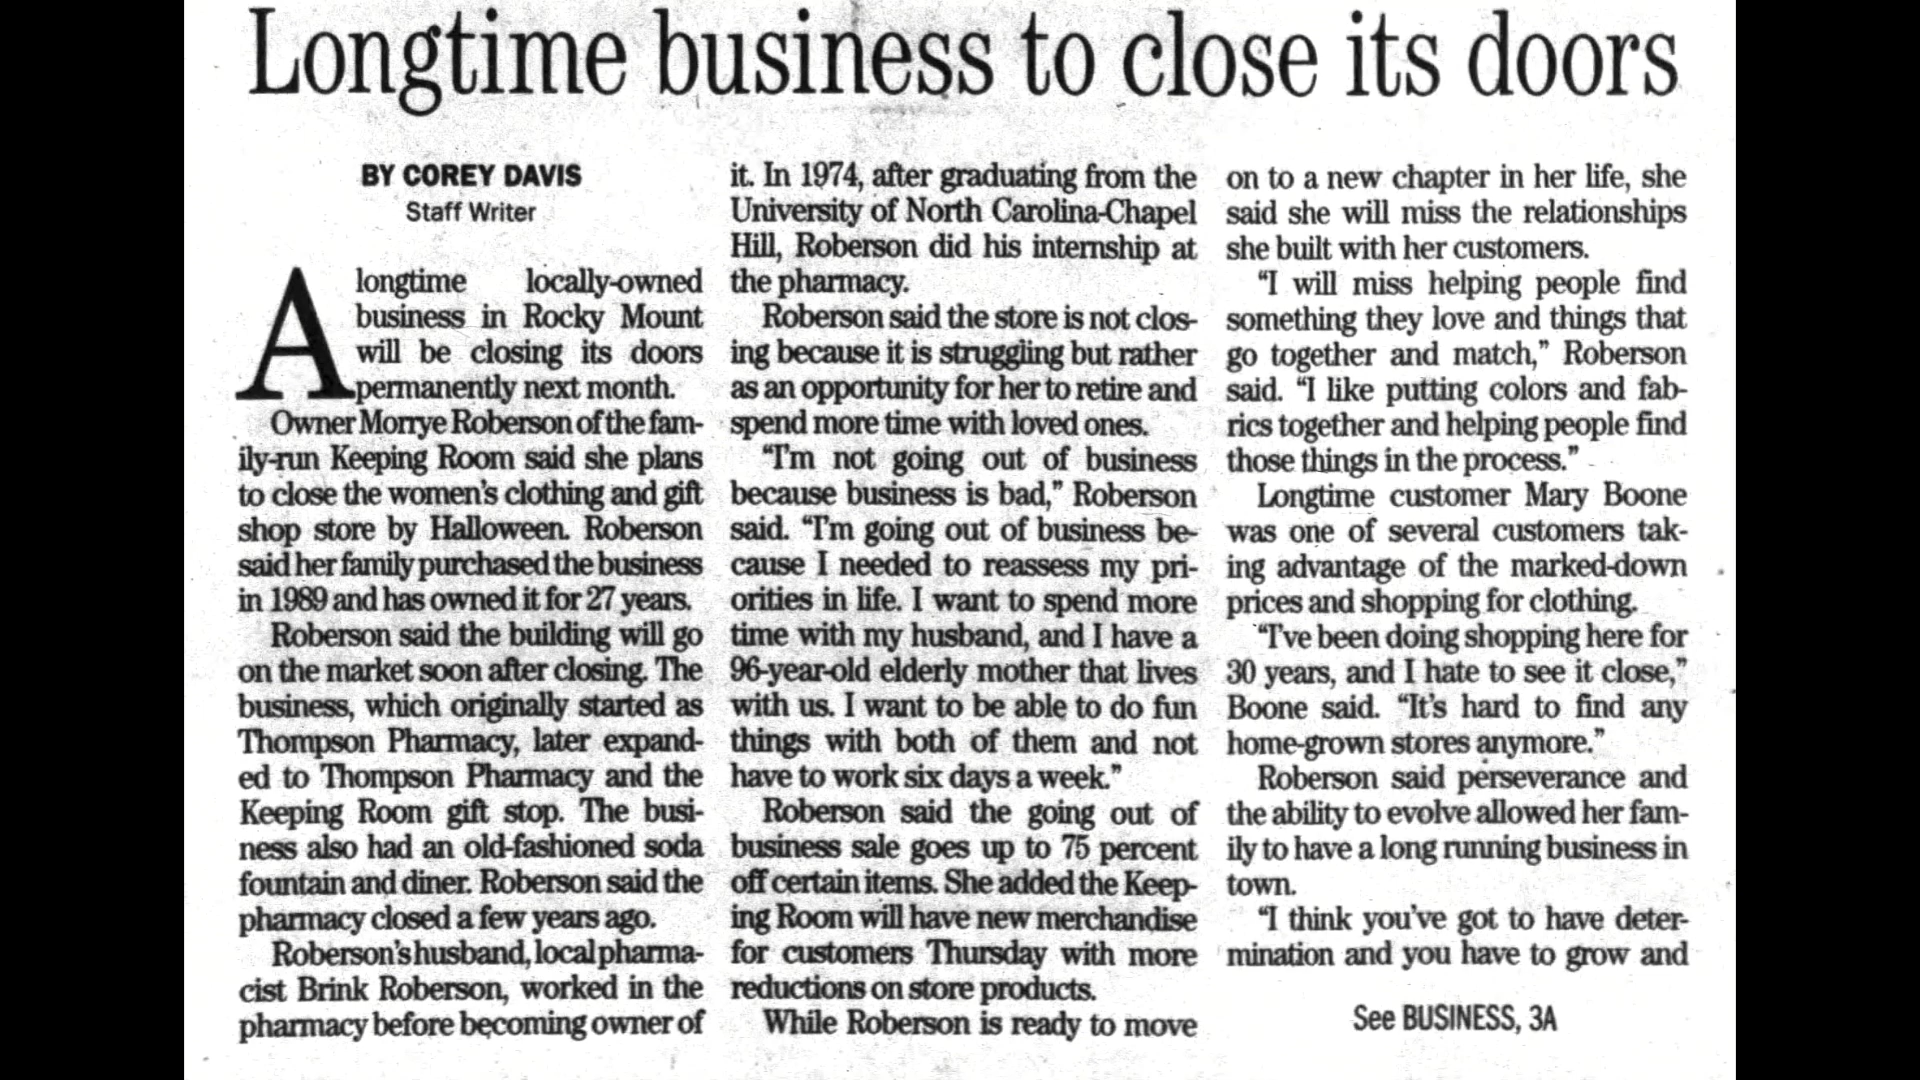 Longtime business to close its doors
BY COREY DAVIS
Staff Writer
A longtime locally-owned
business in Rocky Mount
will be closing its doors
permanently next month.
Owner Morrye Roberson of the fam-
ily-run Keeping Room said she plans
to close the women's clothing and gift
shop store by Halloween. Roberson
said her family purchased the business
in 1989 and has owned it for 27 years.
Roberson said the building will go
on the market soon after closing. The
business, which originally started as
Thompson Pharmacy, later expand-
ed to Thompson Pharmacy and the
Keeping Room gift stop. The busi-
ness also had an old-fashioned soda
fountain and diner. Roberson said the
pharmacy closed a few years ago.
Roberson's husband, local pharma-
cist Brink Roberson, worked in the
pharmacy before becoming owner of
it. In 1974, after graduating from the
University of North Carolina-Chapel
Hill, Roberson did his internship at
the pharmacy.
Roberson said the store is not clos-
ing because it is struggling but rather
as an opportunity for her to retire and
spend more time with loved ones.
"I'm not going out of business
because business is bad," Roberson
said. "I'm going out of business be-
cause I needed to reassess my pri-
orities in life. I want to spend more
time with my husband, and I have a
96-year-old elderly mother that lives
with us. I want to be able to do fun
things with both of them and not
have to work six days a week."
Roberson said the going out of
business sale goes up to 75 percent
off certain items. She added the Keep-
ing Room will have new merchandise
for customers Thursday with more
reductions on store products.
While Roberson is ready to move
on to a new chapter in her life, she
said she will miss the relationships
she built with her customers.
"I will miss helping people find
something they love and things that
go together and match," Roberson
said. "I like putting colors and fab-
rics together and helping people find
those things in the process."
Longtime customer Mary Boone
was one of several customers tak-
ing advantage of the marked-down
prices and shopping for clothing.
"I've been doing shopping here for
30 years, and I hate to see it close,"
Boone said. "It's hard to find any
home-grown stores anymore."
Roberson said perseverance and
the ability to evolve allowed her fam-
ily to have a long running business in
town.
"I think you've got to have deter-
mination and you have to grow and
See BUSINESS, 3A